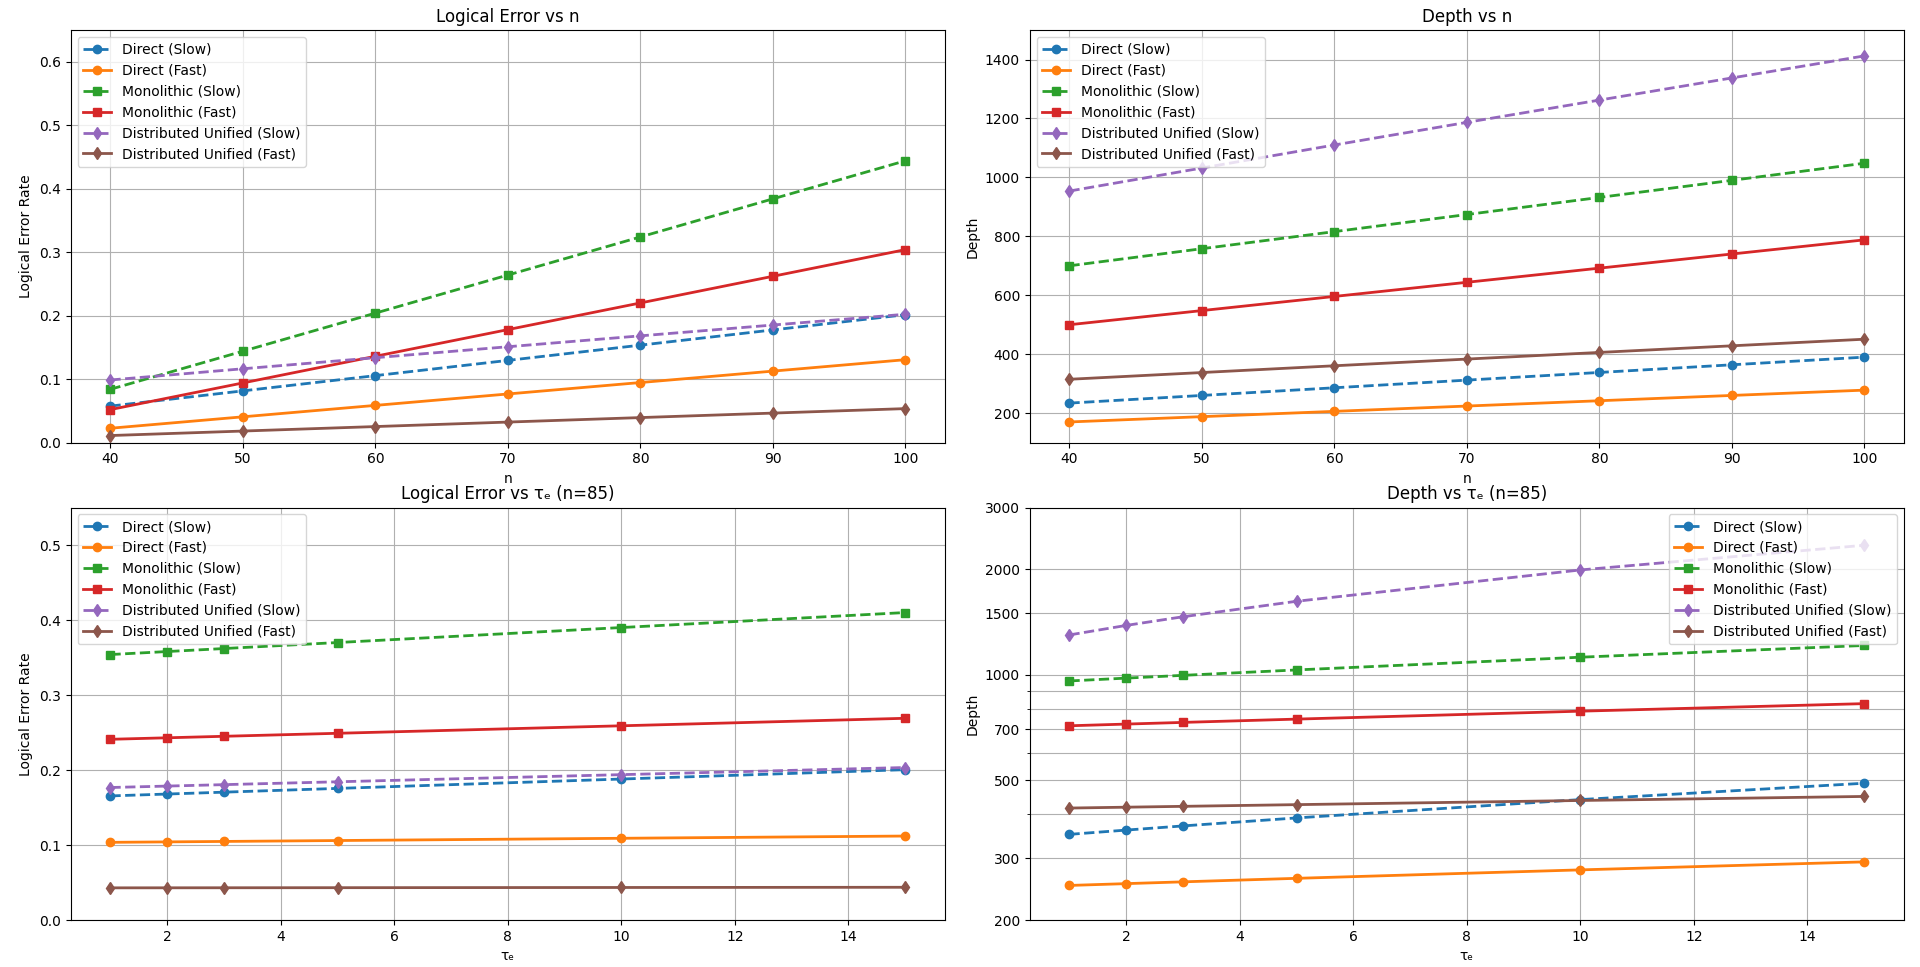 Logical Error vs n
Logical Error Rate
0.6
0.5
0.4
0.3
0.2
0.1
0.0
Direct (Slow)
Direct (Fast)
Monolithic (Slow)
Monolithic (Fast)
Distributed Unified (Slow)
Distributed Unified (Fast)
40 50 60 70 80 90 100
n
Depth vs n
Depth
1400
1200
1000
800
600
400
200
Direct (Slow)
Direct (Fast)
Monolithic (Slow)
Monolithic (Fast)
Distributed Unified (Slow)
Distributed Unified (Fast)
40 50 60 70 80 90 100
n
Logical Error vs τₑ (n=85)
Logical Error Rate
0.5
0.4
0.3
0.2
0.1
0.0
Direct (Slow)
Direct (Fast)
Monolithic (Slow)
Monolithic (Fast)
Distributed Unified (Slow)
Distributed Unified (Fast)
2 4 6 8 10 12 14
τₑ
Depth vs τₑ (n=85)
Depth
3000
2000
1500
1000
700
500
300
200
Direct (Slow)
Direct (Fast)
Monolithic (Slow)
Monolithic (Fast)
Distributed Unified (Slow)
Distributed Unified (Fast)
2 4 6 8 10 12 14
τₑ